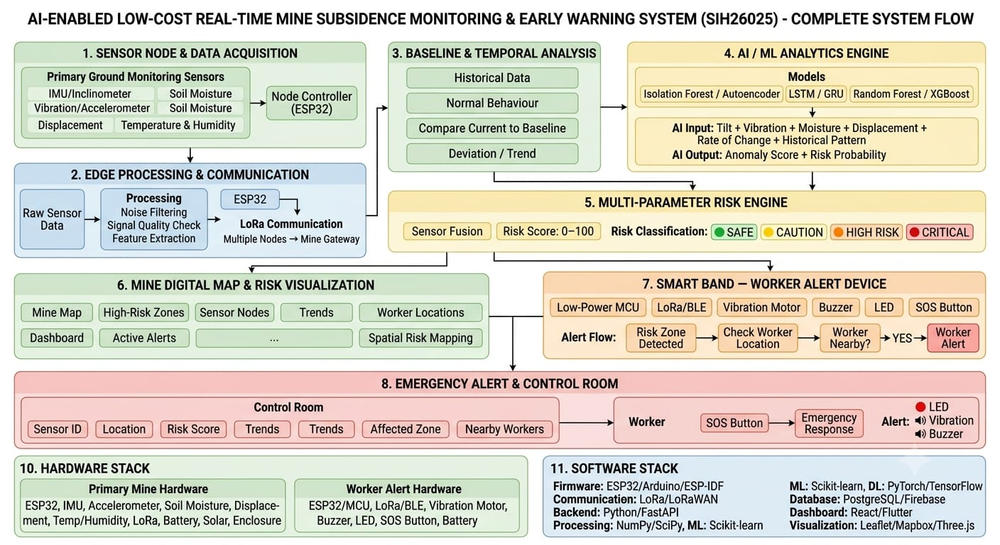 AI-ENABLED LOW-COST REAL-TIME MINE SUBSIDENCE MONITORING & EARLY WARNING SYSTEM (SIH26025) - COMPLETE SYSTEM FLOW
1. SENSOR NODE & DATA ACQUISITION
Primary Ground Monitoring Sensors
IMU/Inclinometer
Soil Moisture
Vibration/Accelerometer
Soil Moisture
Displacement
Temperature & Humidity
Node Controller
(ESP32)
2. EDGE PROCESSING & COMMUNICATION
Raw Sensor
Data
Processing
Noise Filtering
Signal Quality Check
Feature Extraction
ESP32
LoRa Communication
Multiple Nodes → Mine Gateway
3. BASELINE & TEMPORAL ANALYSIS
Historical Data
Normal Behaviour
Compare Current to Baseline
Deviation / Trend
4. AI / ML ANALYTICS ENGINE
Models
Isolation Forest / Autoencoder
LSTM / GRU
Random Forest / XGBoost
AI Input: Tilt + Vibration + Moisture + Displacement +
Rate of Change + Historical Pattern
AI Output: Anomaly Score + Risk Probability
5. MULTI-PARAMETER RISK ENGINE
Sensor Fusion
Risk Score: 0–100
Risk Classification:
SAFE
CAUTION
HIGH RISK
CRITICAL
6. MINE DIGITAL MAP & RISK VISUALIZATION
Mine Map
High-Risk Zones
Sensor Nodes
Trends
Worker Locations
Dashboard
Active Alerts
...
Spatial Risk Mapping
7. SMART BAND — WORKER ALERT DEVICE
Low-Power MCU
LoRa/BLE
Vibration Motor
Buzzer
LED
SOS Button
Alert Flow:
Risk Zone
Detected
Check Worker
Location
Worker
Nearby?
YES
Worker
Alert
8. EMERGENCY ALERT & CONTROL ROOM
Control Room
Sensor ID
Location
Risk Score
Trends
Trends
Affected Zone
Nearby Workers
Worker
SOS Button
Emergency
Response
Alert:
LED
Vibration
Buzzer
10. HARDWARE STACK
Primary Mine Hardware
ESP32, IMU, Accelerometer, Soil Moisture, Displace-
ment, Temp/Humidity, LoRa, Battery, Solar, Enclosure
Worker Alert Hardware
ESP32/MCU, LoRa/BLE, Vibration Motor,
Buzzer, LED, SOS Button, Battery
11. SOFTWARE STACK
Firmware: ESP32/Arduino/ESP-IDF
Communication: LoRa/LoRaWAN
Backend: Python/FastAPI
Processing: NumPy/SciPy, ML: Scikit-learn
ML: Scikit-learn, DL: PyTorch/TensorFlow
Database: PostgreSQL/Firebase
Dashboard: React/Flutter
Visualization: Leaflet/Mapbox/Three.js